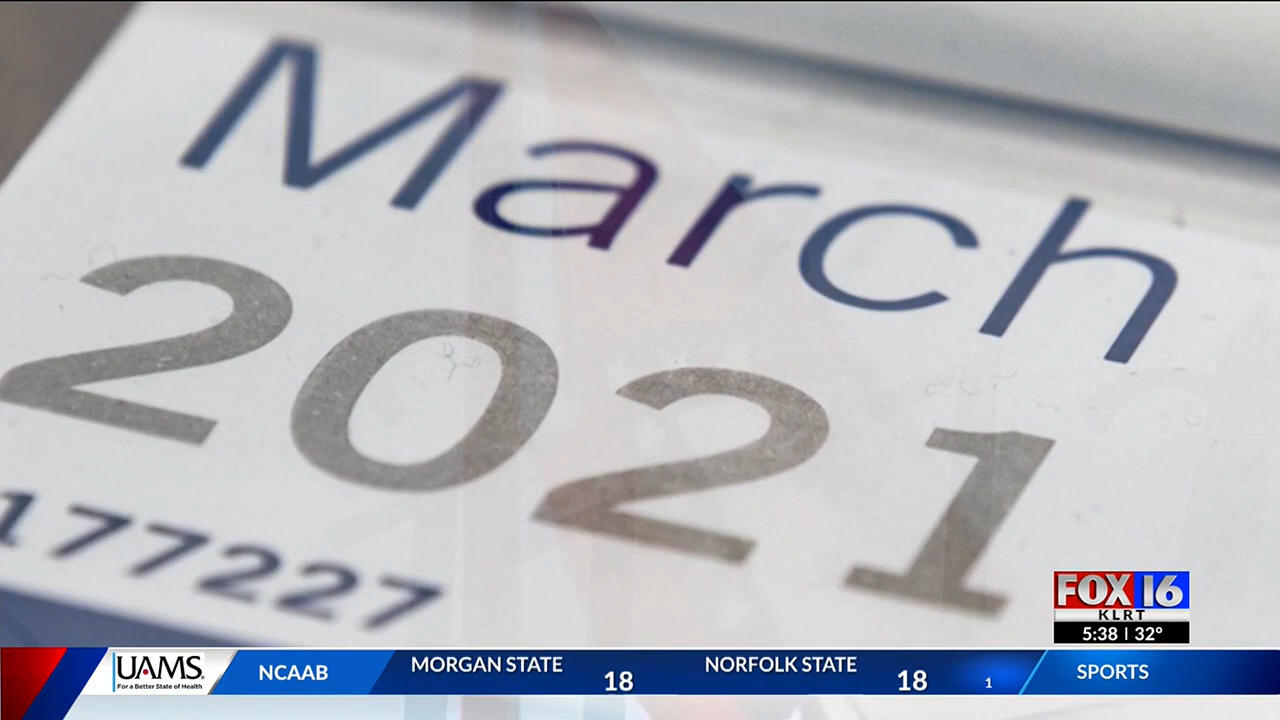 March
2021
177227
FOX 16
KLRT
5:38 | 32°
UAMS
For a Better State of Health
NCAAB
MORGAN STATE 18
NORFOLK STATE 18
1
SPORTS